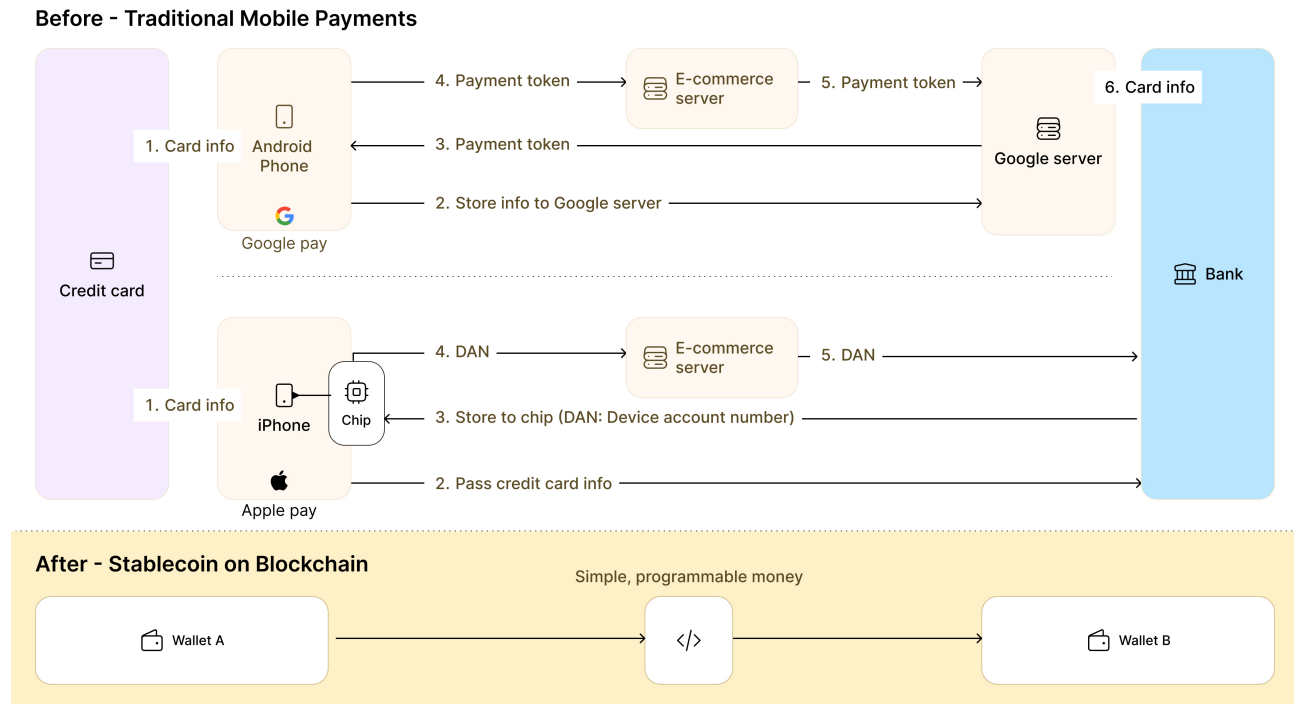 Before - Traditional Mobile Payments
Credit card
1. Card info
Android
Phone
Google pay
4. Payment token
E-commerce
server
5. Payment token
3. Payment token
2. Store info to Google server
Google server
6. Card info
Bank
1. Card info
iPhone
Chip
Apple pay
4. DAN
E-commerce
server
5. DAN
3. Store to chip (DAN: Device account number)
2. Pass credit card info
After - Stablecoin on Blockchain
Simple, programmable money
Wallet A
</>
Wallet B